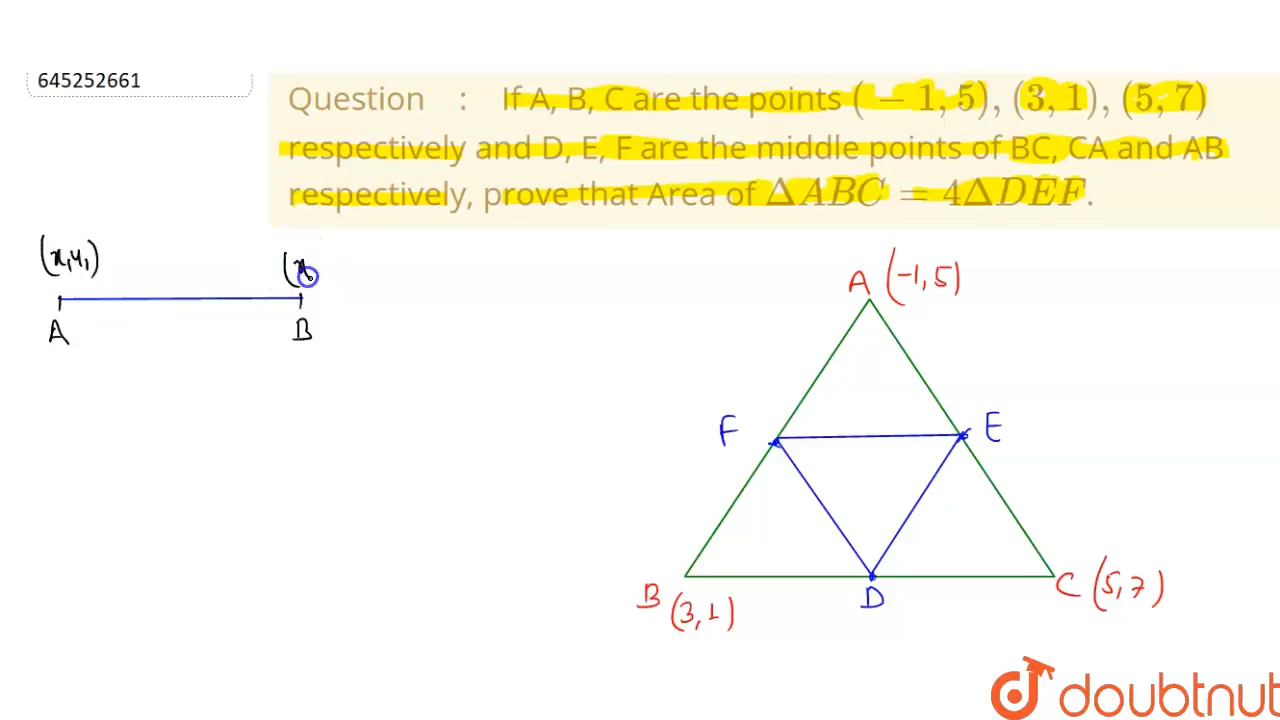 645252661
Question : If A, B, C are the points (−1, 5), (3, 1), (5, 7)
respectively and D, E, F are the middle points of BC, CA and AB
respectively, prove that Area of ΔABC = 4ΔDEF.
(x,y₁)
(x
A
B
A (-1, 5)
F
E
B (3, 1)
D
C (5, 7)
doubtnut